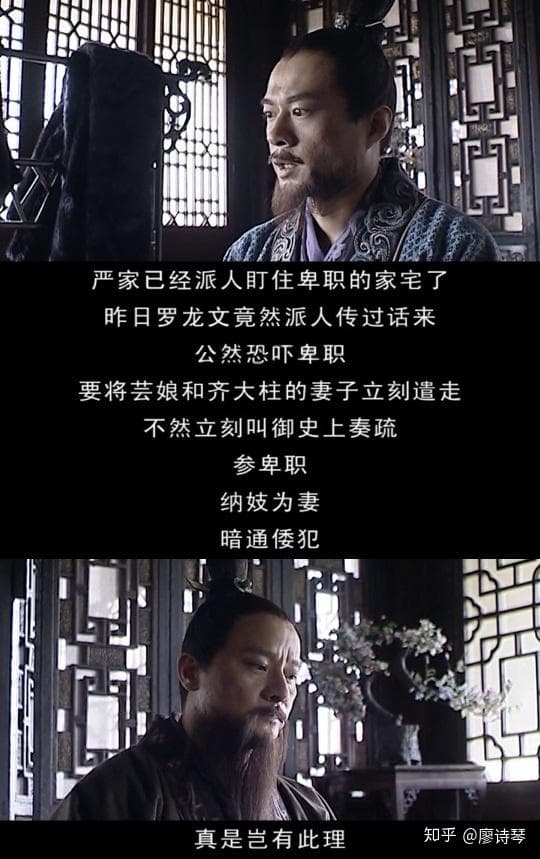 严家已经派人盯住卑职的家宅了
昨日罗龙文竟然派人传过话来
公然恐吓卑职
要将芸娘和齐大柱的妻子立刻遣走
不然立刻叫御史上奏疏
参卑职
纳妓为妻
暗通倭犯
真是岂有此理
知乎 @廖诗琴